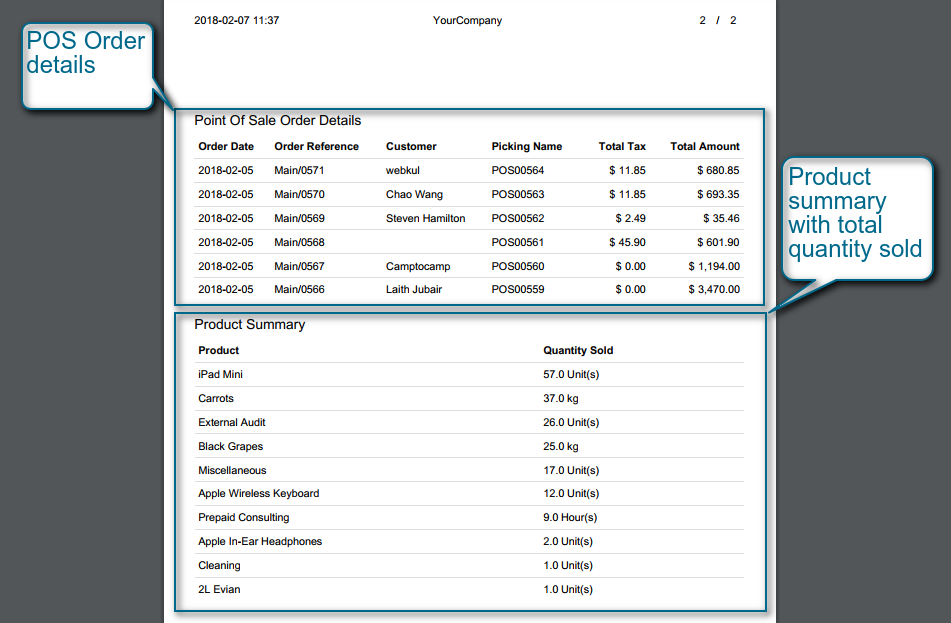 2018-02-07 11:37 YourCompany 2 / 2
POS Order
details
Point Of Sale Order Details
Order Date Order Reference Customer Picking Name Total Tax Total Amount
2018-02-05 Main/0571 webkul POS00564 $ 11.85 $ 680.85
2018-02-05 Main/0570 Chao Wang POS00563 $ 11.85 $ 693.35
2018-02-05 Main/0569 Steven Hamilton POS00562 $ 2.49 $ 35.46
2018-02-05 Main/0568 POS00561 $ 45.90 $ 601.90
2018-02-05 Main/0567 Camptocamp POS00560 $ 0.00 $ 1,194.00
2018-02-05 Main/0566 Laith Jubair POS00559 $ 0.00 $ 3,470.00
Product
summary
with total
quantity sold
Product Summary
Product Quantity Sold
iPad Mini 57.0 Unit(s)
Carrots 37.0 kg
External Audit 26.0 Unit(s)
Black Grapes 25.0 kg
Miscellaneous 17.0 Unit(s)
Apple Wireless Keyboard 12.0 Unit(s)
Prepaid Consulting 9.0 Hour(s)
Apple In-Ear Headphones 2.0 Unit(s)
Cleaning 1.0 Unit(s)
2L Evian 1.0 Unit(s)